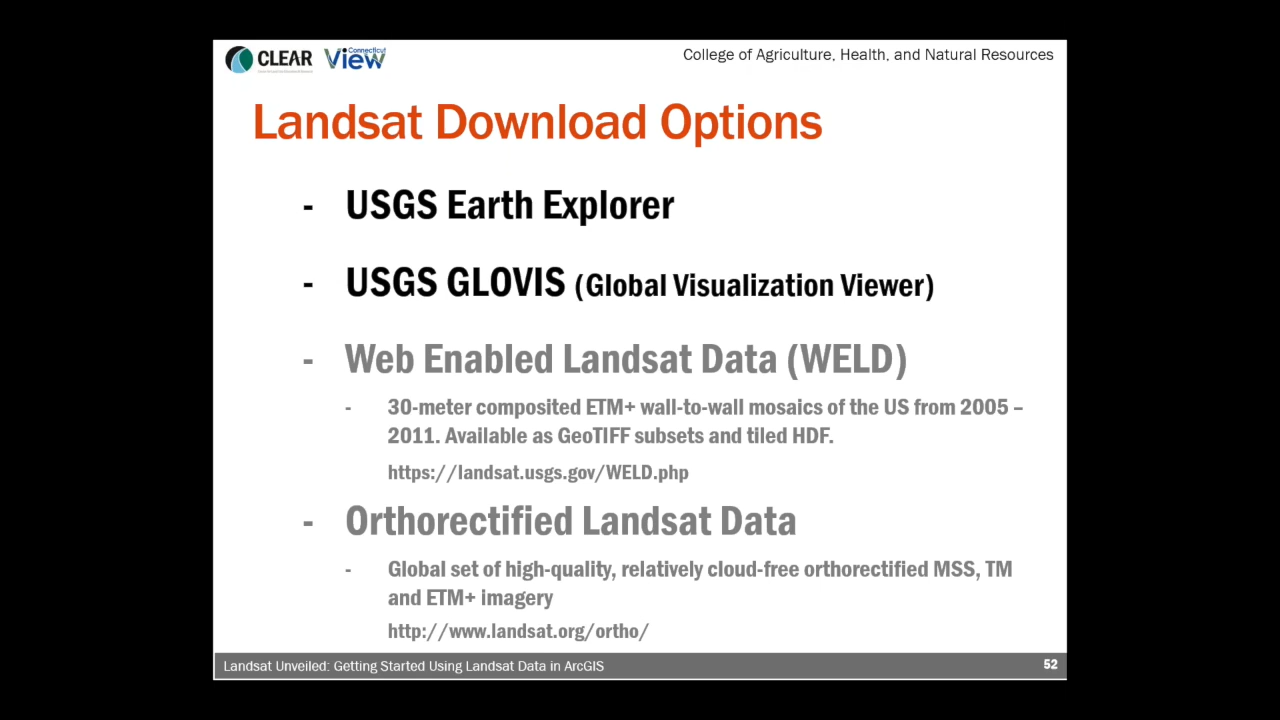 CLEAR
Connecticut
View
College of Agriculture, Health, and Natural Resources
Landsat Download Options
- USGS Earth Explorer
- USGS GLOVIS (Global Visualization Viewer)
- Web Enabled Landsat Data (WELD)
- 30-meter composited ETM+ wall-to-wall mosaics of the US from 2005 –
2011. Available as GeoTIFF subsets and tiled HDF.
https://landsat.usgs.gov/WELD.php
- Orthorectified Landsat Data
- Global set of high-quality, relatively cloud-free orthorectified MSS, TM
and ETM+ imagery
http://www.landsat.org/ortho/
Landsat Unveiled: Getting Started Using Landsat Data in ArcGIS
52